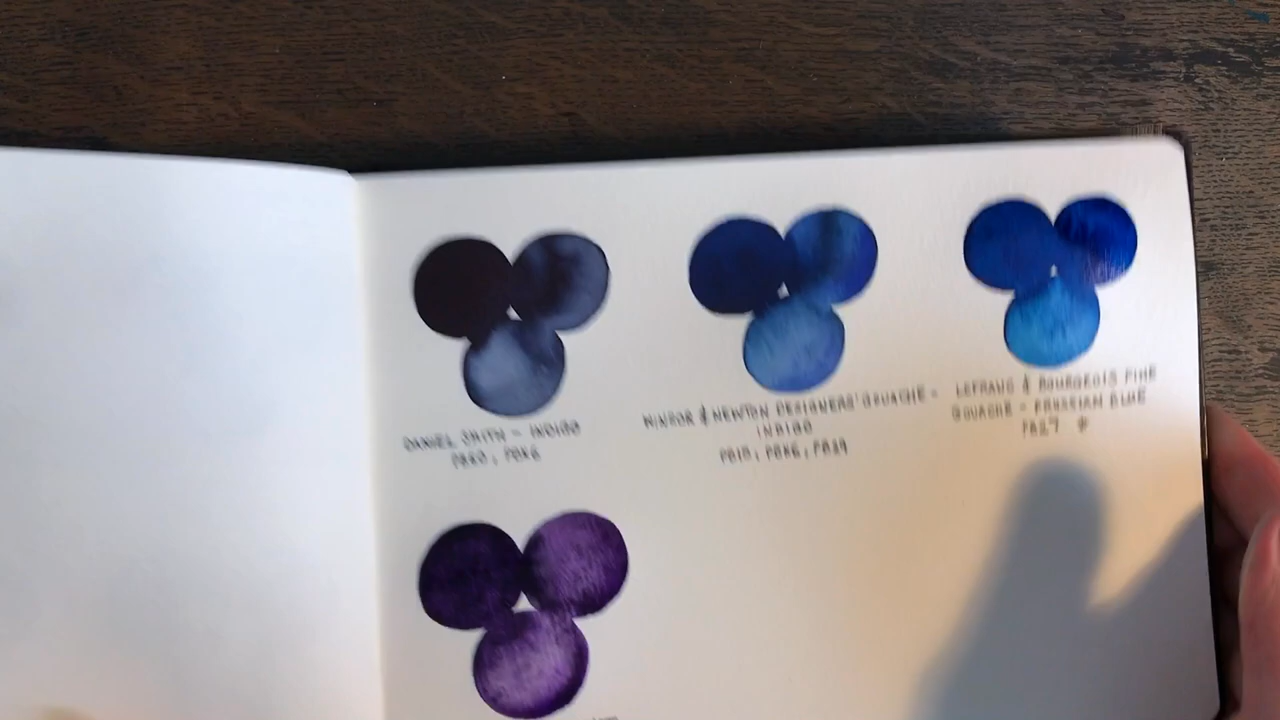 DANIEL SMITH - INDIGO
PB60, PBK6
WINSOR & NEWTON DESIGNERS' GOUACHE -
INDIGO
PB15, PBK6, PB29
LEFRANC & BOURGEOIS FINE
GOUACHE - PRUSSIAN BLUE
PB27 *